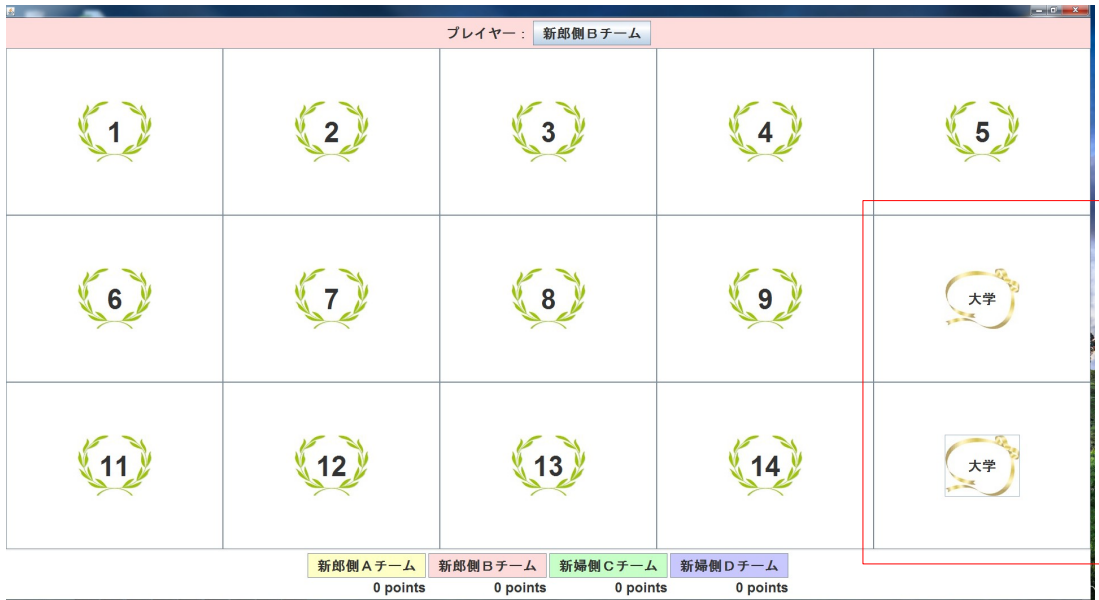 プレイヤー： 新郎側Bチーム
1 2 3 4 5
6 7 8 9 大学
11 12 13 14 大学
新郎側Aチーム 新郎側Bチーム 新婦側Cチーム 新婦側Dチーム
0 points 0 points 0 points 0 points